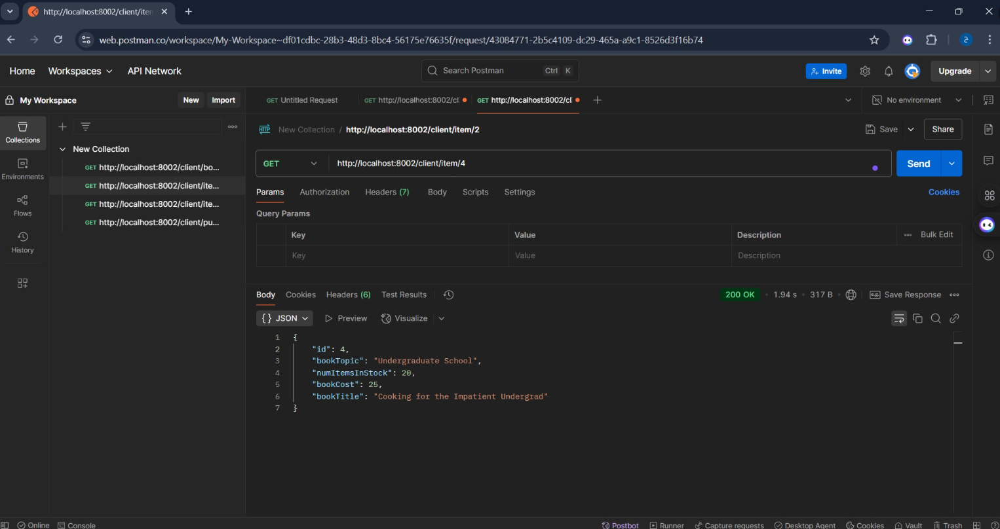 http://localhost:8002/client/iten
web.postman.co/workspace/My-Workspace~df01cdbc-28b3-48d3-8bc4-56175e76635f/request/43084771-2b5c4109-dc29-465a-a9c1-8526d3f16b74
Home Workspaces API Network Search Postman Ctrl K Invite Upgrade
My Workspace New Import GET Untitled Request GET http://localhost:8002/cl GET http://localhost:8002/cl No environment
Collections
Environments
Flows
History
New Collection
GET http://localhost:8002/client/bo...
GET http://localhost:8002/client/ite...
GET http://localhost:8002/client/ite...
GET http://localhost:8002/client/pu...
HTTP New Collection / http://localhost:8002/client/item/2 Save Share
GET http://localhost:8002/client/item/4 Send
Params Authorization Headers (7) Body Scripts Settings Cookies
Query Params
Key Value Description Bulk Edit
Key Value Description
Body Cookies Headers (6) Test Results 200 OK 1.94 s 317 B e.g. Save Response
{} JSON Preview Visualize
1 {
2 "id": 4,
3 "bookTopic": "Undergraduate School",
4 "numItemsInStock": 20,
5 "bookCost": 25,
6 "bookTitle": "Cooking for the Impatient Undergrad"
7 }
Online Console Postbot Runner Capture requests Desktop Agent Cookies Vault Trash